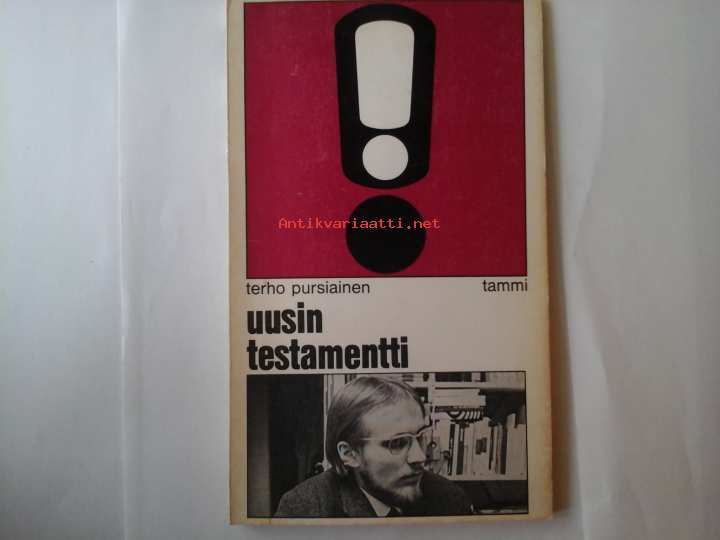 Antikvariaatti.net
terho pursiainen tammi
uusin
testamentti